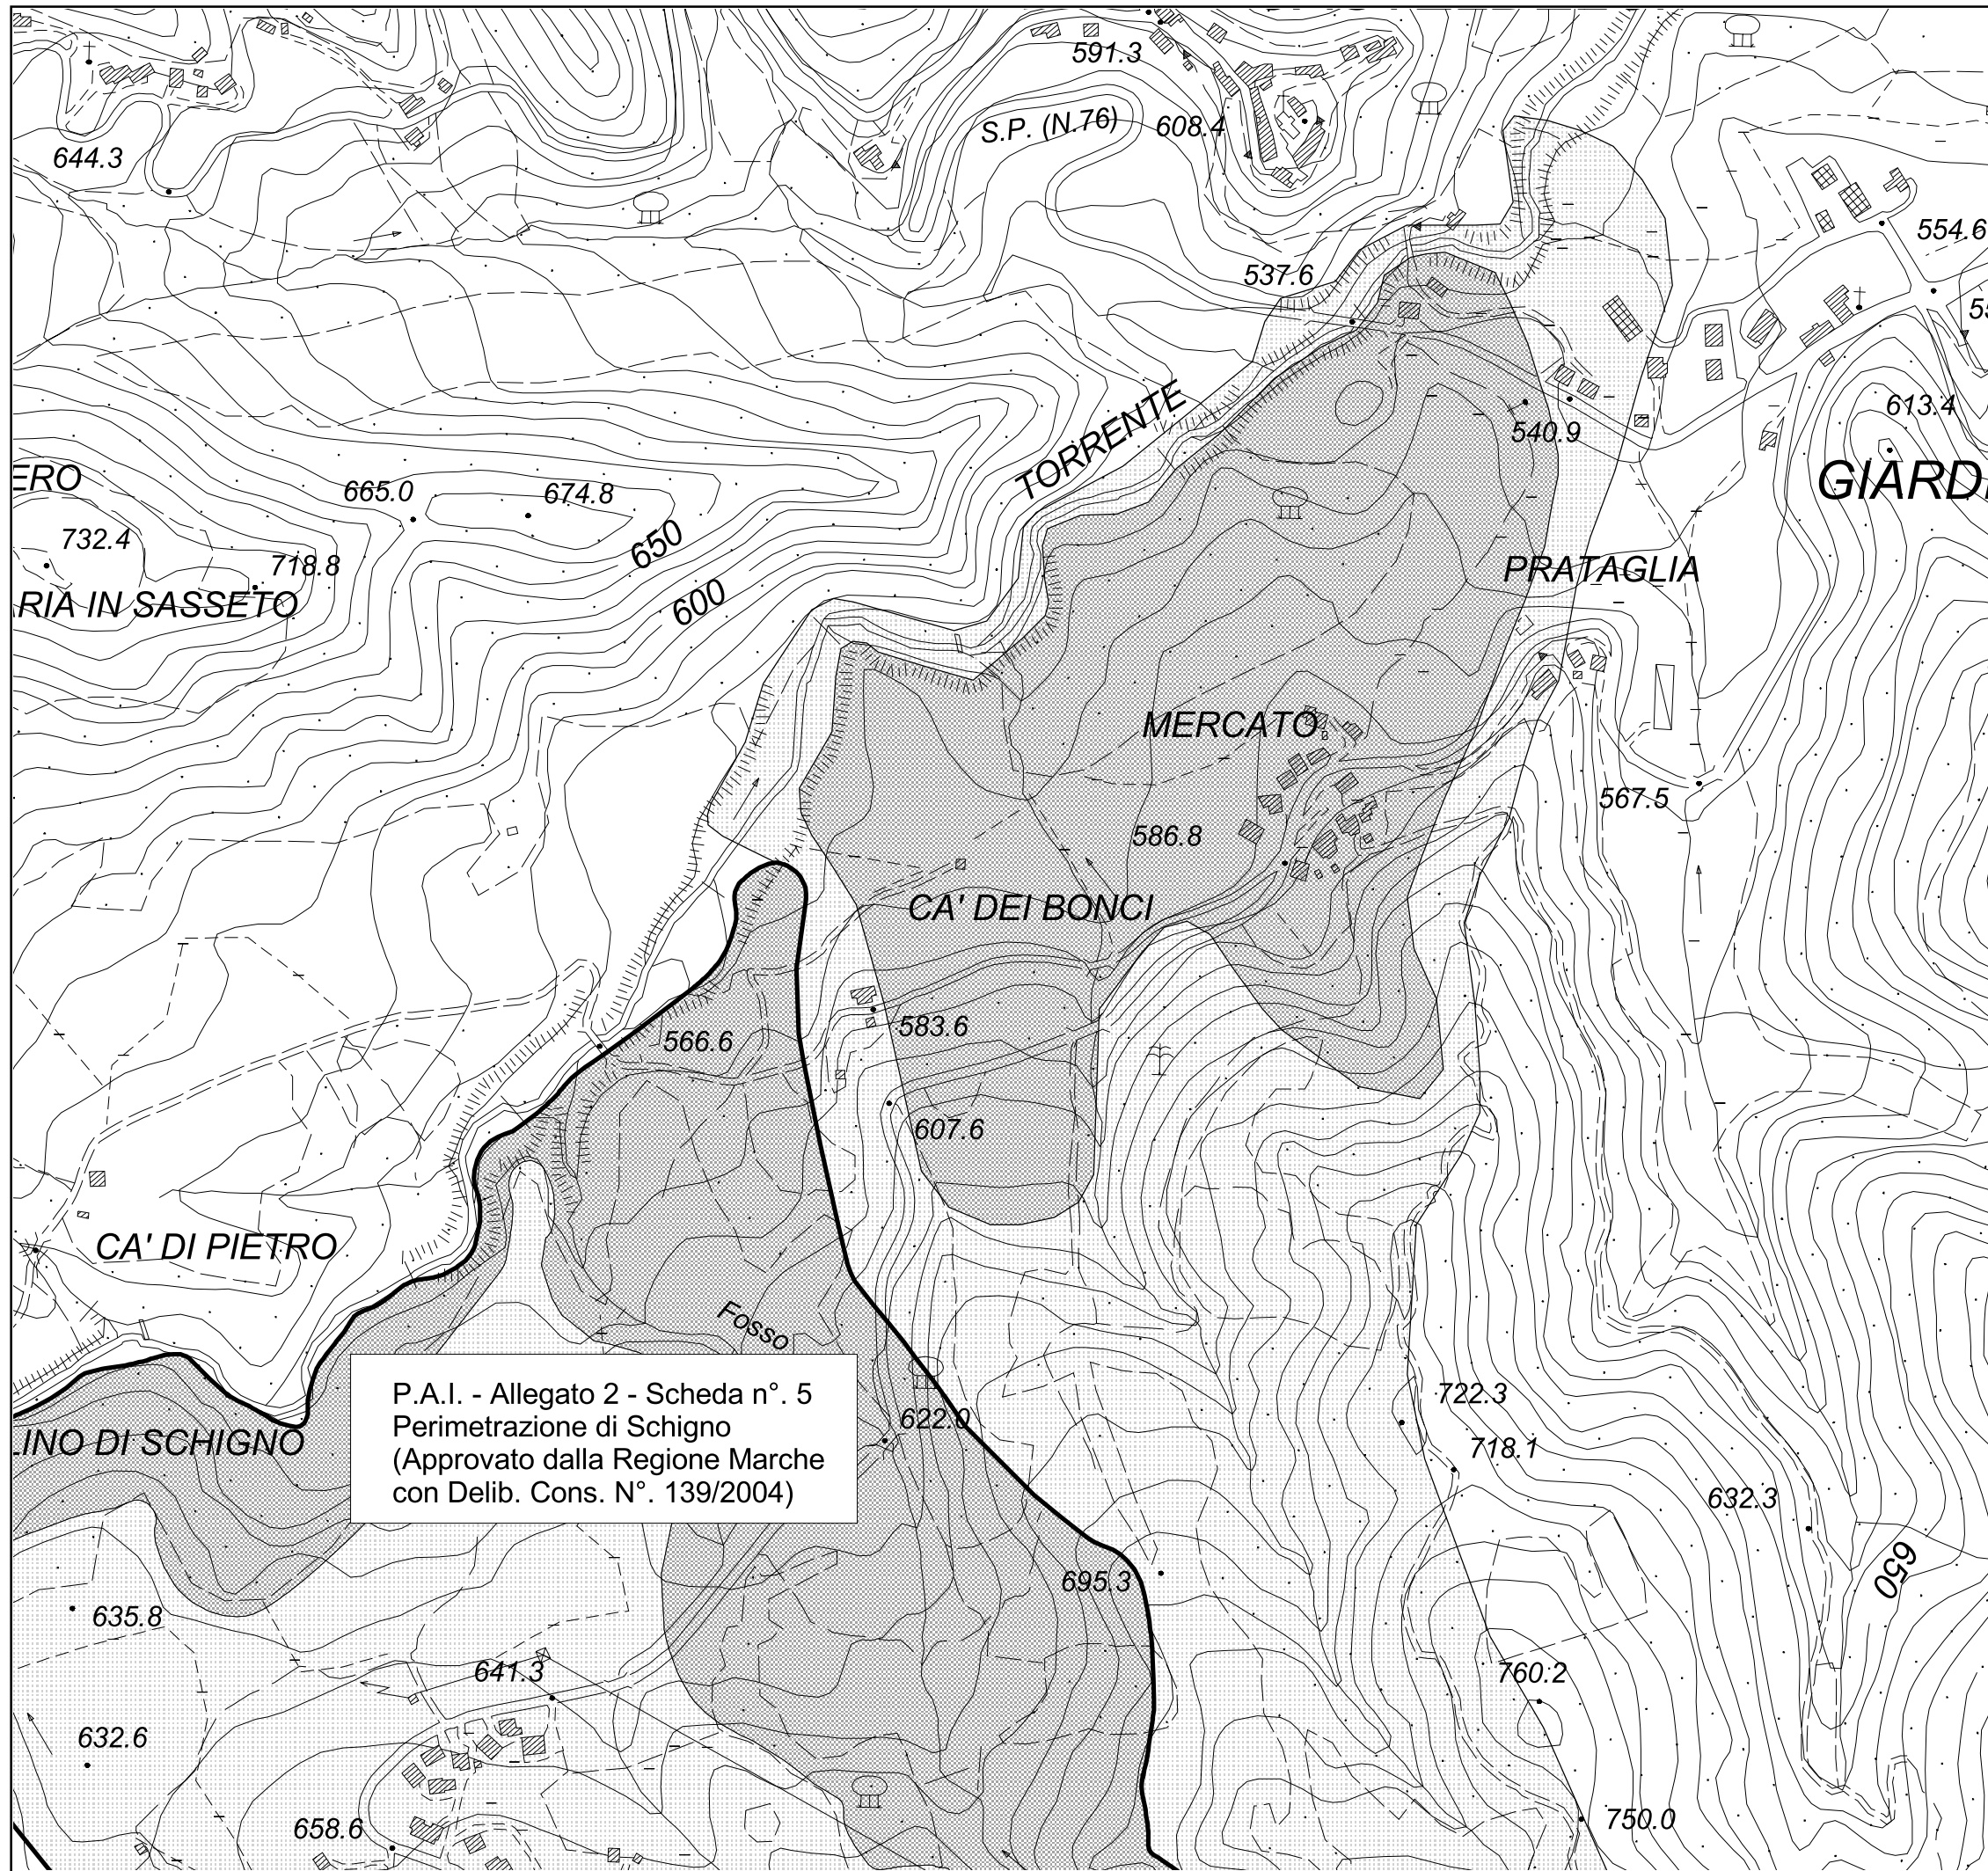 591.3
S.P. (N.76)
608.4
644.3
554.6
537.6
TORRENTE
613.4
540.9
GIARD
ERO
665.0
674.8
732.4
650
718.8
PRATAGLIA
600
RIA IN SASSETO
MERCATO
567.5
586.8
CA' DEI BONCI
583.6
566.6
607.6
CA' DI PIETRO
Fosso
P.A.I. - Allegato 2 - Scheda n°. 5
Perimetrazione di Schigno
(Approvato dalla Regione Marche
con Delib. Cons. N°. 139/2004)
722.3
622.0
LINO DI SCHIGNO
718.1
632.3
650
695.3
635.8
641.3
760.2
632.6
658.6
750.0